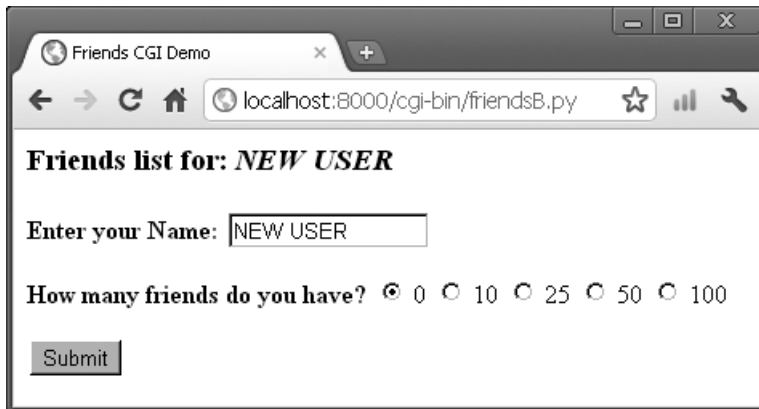 Friends CGI Demo
localhost:8000/cgi-bin/friendsB.py
Friends list for: NEW USER
Enter your Name: NEW USER
How many friends do you have? 0 10 25 50 100
Submit